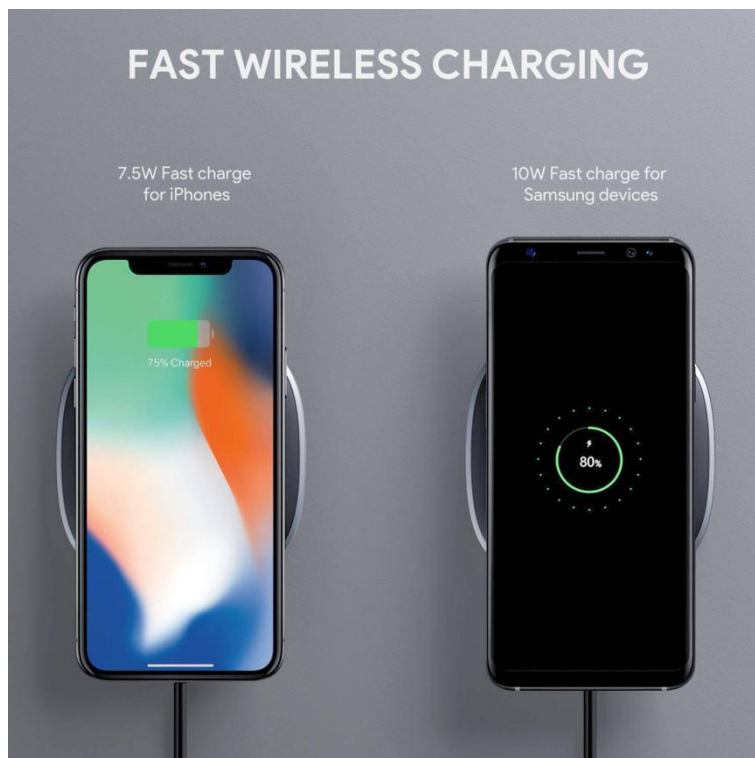 FAST WIRELESS CHARGING
7.5W Fast charge
for iPhones
10W Fast charge for
Samsung devices
75% Charged
80%